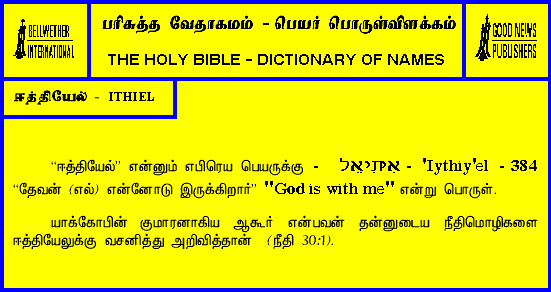 BELLWETHER
INTERNATIONAL
பரிசுத்த வேதாகமம் - பெயர் பொருள்விளக்கம்
THE HOLY BIBLE - DICTIONARY OF NAMES
GOOD NEWS
PUBLISHERS
ஈத்தியேல் - ITHIEL
“ஈத்தியேல்” என்னும் எபிரெய பெயருக்கு - אִיתִיאֵל - 'Iythiy'el - 384
“தேவன் (எல்) என்னோடு இருக்கிறார்” "God is with me" என்று பொருள்.
யாக்கோபின் குமாரனாகிய ஆகூர் என்பவன் தன்னுடைய நீதிமொழிகளை
ஈத்தியேலுக்கு வசனித்து அறிவித்தான் (நீதி 30:1).